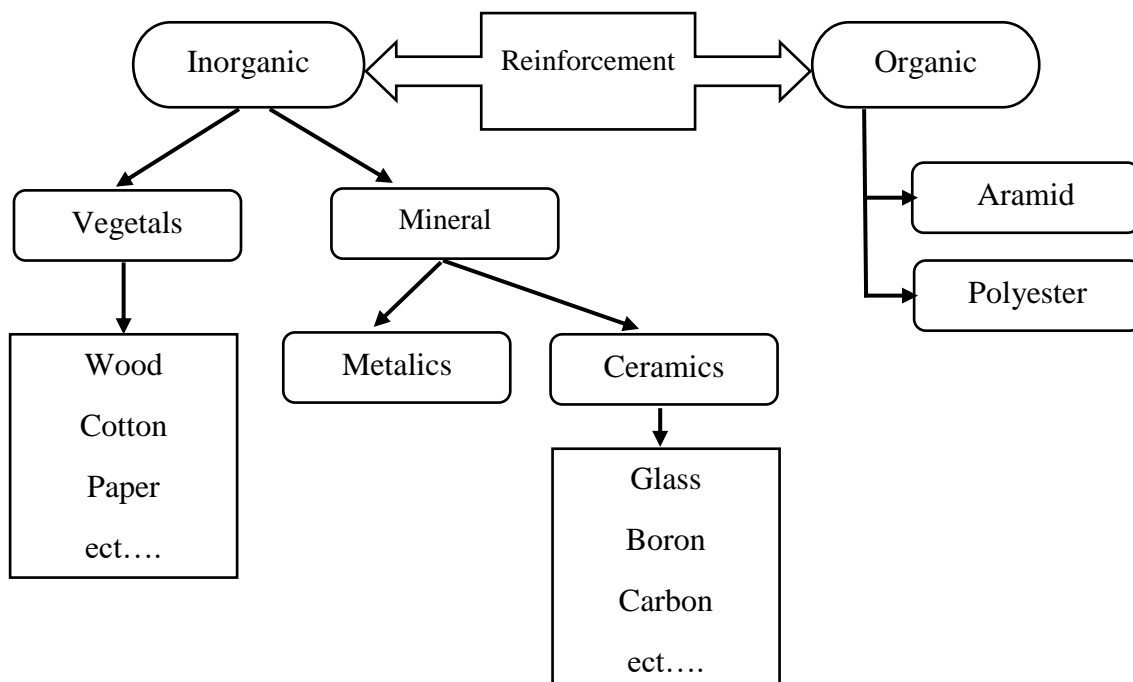 Inorganic
Reinforcement
Organic
Vegetals
Mineral
Aramid
Polyester
Wood
Cotton
Paper
ect….
Metalics
Ceramics
Glass
Boron
Carbon
ect….